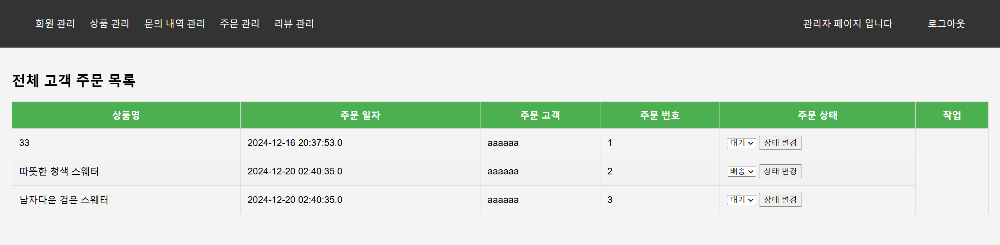 회원 관리 상품 관리 문의 내역 관리 주문 관리 리뷰 관리 관리자 페이지 입니다 로그아웃
전체 고객 주문 목록
상품명 주문 일자 주문 고객 주문 번호 주문 상태 작업
33 2024-12-16 20:37:53.0 aaaaaa 1 대기 상태 변경
따뜻한 청색 스웨터 2024-12-20 02:40:35.0 aaaaaa 2 배송 상태 변경
남자다운 검은 스웨터 2024-12-20 02:40:35.0 aaaaaa 3 대기 상태 변경